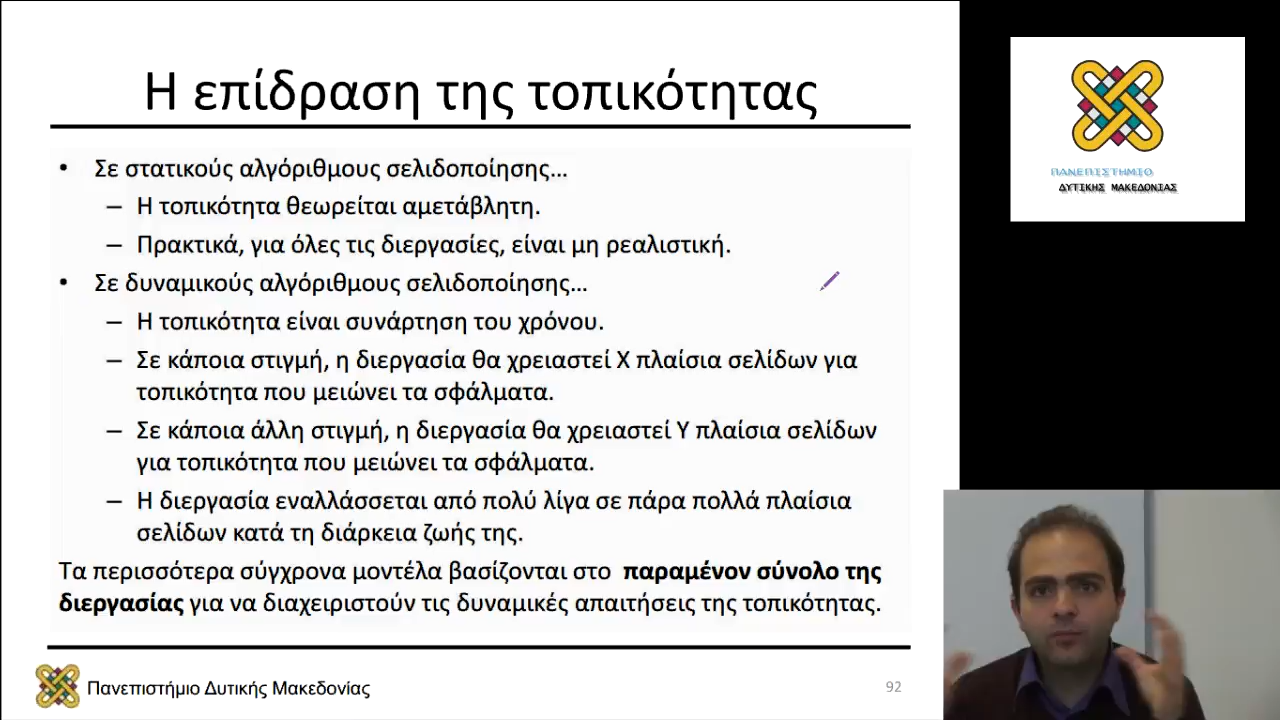 Η επίδραση της τοπικότητας
• Σε στατικούς αλγόριθμους σελιδοποίησης…
– Η τοπικότητα θεωρείται αμετάβλητη.
– Πρακτικά, για όλες τις διεργασίες, είναι μη ρεαλιστική.
• Σε δυναμικούς αλγόριθμους σελιδοποίησης…
– Η τοπικότητα είναι συνάρτηση του χρόνου.
– Σε κάποια στιγμή, η διεργασία θα χρειαστεί Χ πλαίσια σελίδων για
τοπικότητα που μειώνει τα σφάλματα.
– Σε κάποια άλλη στιγμή, η διεργασία θα χρειαστεί Υ πλαίσια σελίδων
για τοπικότητα που μειώνει τα σφάλματα.
– Η διεργασία εναλλάσσεται από πολύ λίγα σε πάρα πολλά πλαίσια
σελίδων κατά τη διάρκεια ζωής της.
Τα περισσότερα σύγχρονα μοντέλα βασίζονται στο παραμένον σύνολο της
διεργασίας για να διαχειριστούν τις δυναμικές απαιτήσεις της τοπικότητας.
Πανεπιστήμιο Δυτικής Μακεδονίας
92
ΠΑΝΕΠΙΣΤΗΜΙΟ
ΔΥΤΙΚΗΣ ΜΑΚΕΔΟΝΙΑΣ